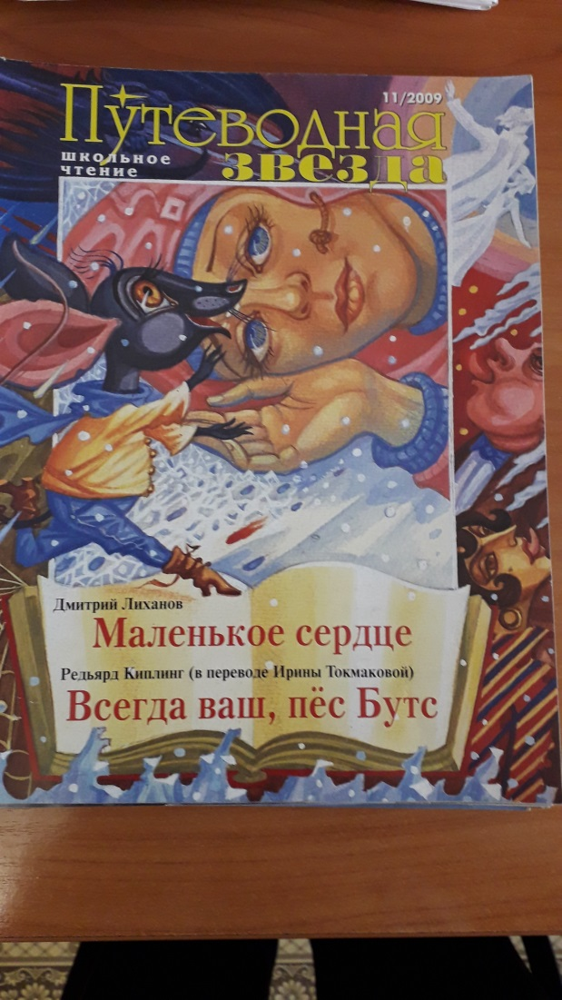 11/2009
Путеводная
школьное
чтение
звезда
Дмитрий Лиханов
Маленькое сердце
Редьярд Киплинг (в переводе Ирины Токмаковой)
Всегда ваш, пёс Бутс